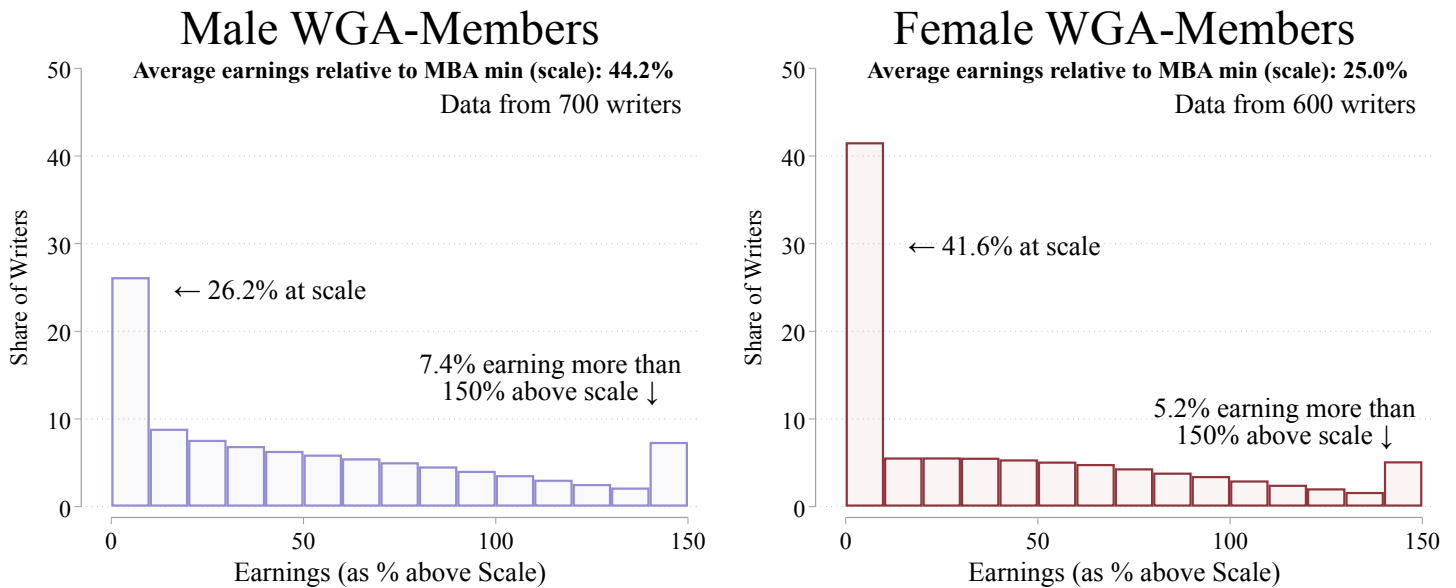 Male WGA-Members
Average earnings relative to MBA min (scale): 44.2%
Data from 700 writers
50
40
30
20
10
0
Share of Writers
← 26.2% at scale
7.4% earning more than
150% above scale ↓
0 50 100 150
Earnings (as % above Scale)
Female WGA-Members
Average earnings relative to MBA min (scale): 25.0%
Data from 600 writers
50
40
30
20
10
0
Share of Writers
← 41.6% at scale
5.2% earning more than
150% above scale ↓
0 50 100 150
Earnings (as % above Scale)